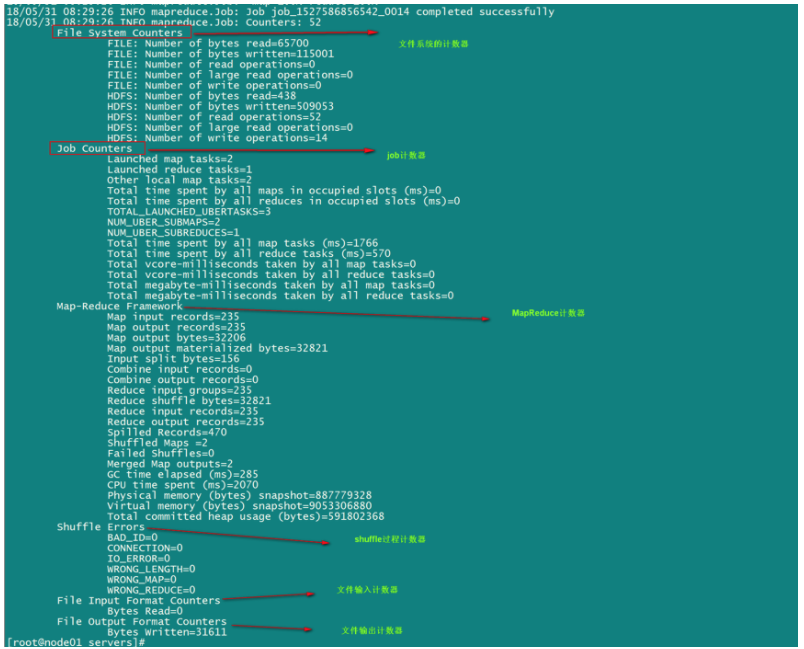 18/05/31 08:29:26 INFO mapreduce.Job: Job job_1527586856542_0014 completed successfully
18/05/31 08:29:26 INFO mapreduce.Job: Counters: 52
File System Counters
文件系统的计数器
FILE: Number of bytes read=65700
FILE: Number of bytes written=115001
FILE: Number of read operations=0
FILE: Number of large read operations=0
FILE: Number of write operations=0
HDFS: Number of bytes read=438
HDFS: Number of bytes written=509053
HDFS: Number of read operations=52
HDFS: Number of large read operations=0
HDFS: Number of write operations=14
Job Counters
job计数器
Launched map tasks=2
Launched reduce tasks=1
Other local map tasks=2
Total time spent by all maps in occupied slots (ms)=0
Total time spent by all reduces in occupied slots (ms)=0
TOTAL_LAUNCHED_UBERTASKS=3
NUM_UBER_SUBMAPS=2
NUM_UBER_SUBREDUCES=1
Total time spent by all map tasks (ms)=1766
Total time spent by all reduce tasks (ms)=570
Total vcore-milliseconds taken by all map tasks=0
Total vcore-milliseconds taken by all reduce tasks=0
Total megabyte-milliseconds taken by all map tasks=0
Total megabyte-milliseconds taken by all reduce tasks=0
Map-Reduce Framework
MapReduce计数器
Map input records=235
Map output records=235
Map output bytes=32206
Map output materialized bytes=32821
Input split bytes=156
Combine input records=0
Combine output records=0
Reduce input groups=235
Reduce shuffle bytes=32821
Reduce input records=235
Reduce output records=235
Spilled Records=470
Shuffled Maps =2
Failed Shuffles=0
Merged Map outputs=2
GC time elapsed (ms)=285
CPU time spent (ms)=2070
Physical memory (bytes) snapshot=887779328
Virtual memory (bytes) snapshot=9053306880
Total committed heap usage (bytes)=591802368
Shuffle Errors
shuffle过程计数器
BAD_ID=0
CONNECTION=0
IO_ERROR=0
WRONG_LENGTH=0
WRONG_MAP=0
WRONG_REDUCE=0
File Input Format Counters
文件输入计数器
Bytes Read=0
File Output Format Counters
文件输出计数器
Bytes Written=31611
[root@node01 servers]#